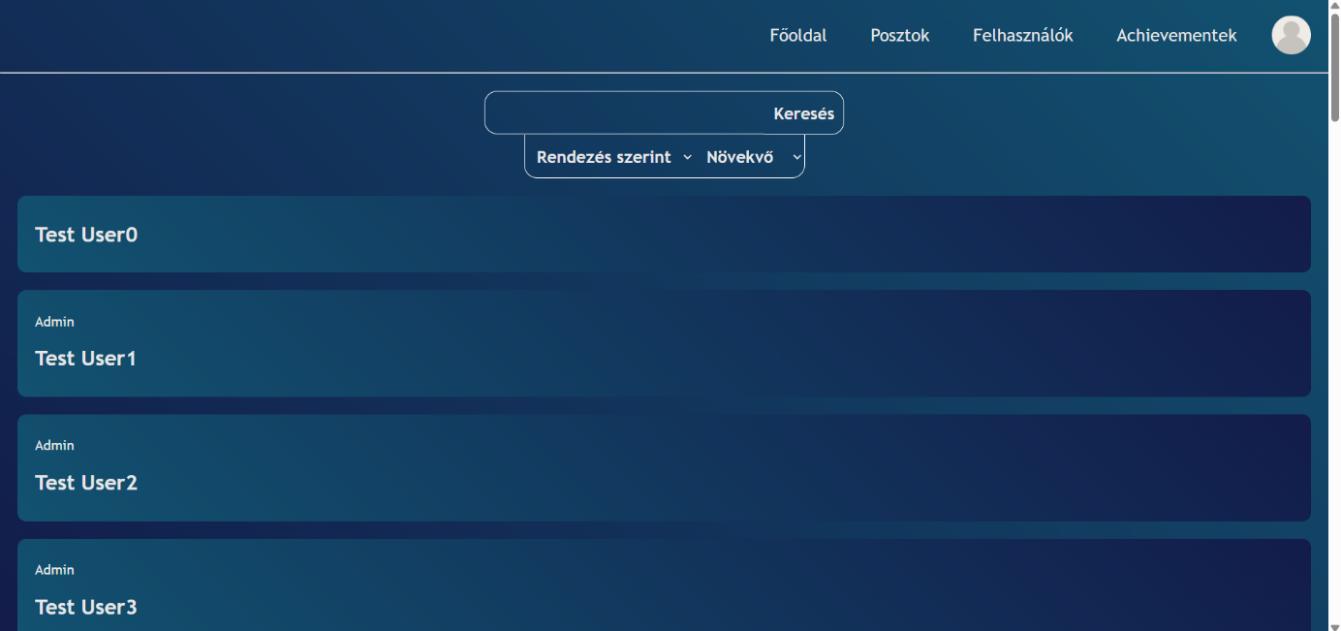 Főoldal Posztok Felhasználók Achievementek
Keresés
Rendezés szerint Növekvő
Test User0
Admin
Test User1
Admin
Test User2
Admin
Test User3